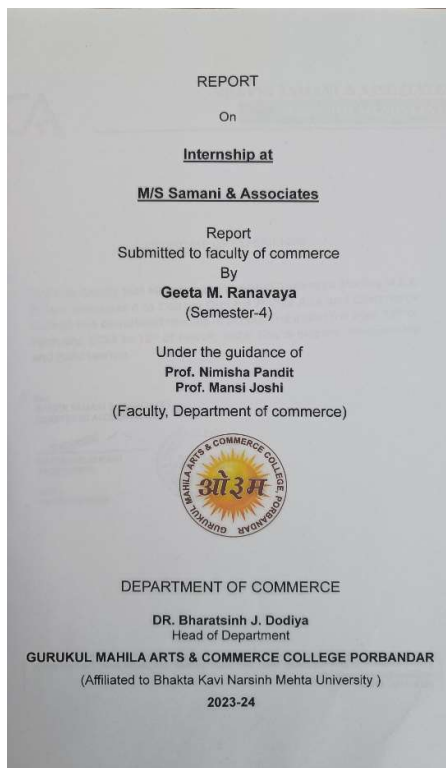 REPORT
On
Internship at
M/S Samani & Associates
Report
Submitted to faculty of commerce
By
Geeta M. Ranavaya
(Semester-4)
Under the guidance of
Prof. Nimisha Pandit
Prof. Mansi Joshi
(Faculty, Department of commerce)
GURUKUL MAHILA ARTS & COMMERCE COLLEGE, PORBANDAR
ओ३म
DEPARTMENT OF COMMERCE
DR. Bharatsinh J. Dodiya
Head of Department
GURUKUL MAHILA ARTS & COMMERCE COLLEGE PORBANDAR
(Affiliated to Bhakta Kavi Narsinh Mehta University )
2023-24